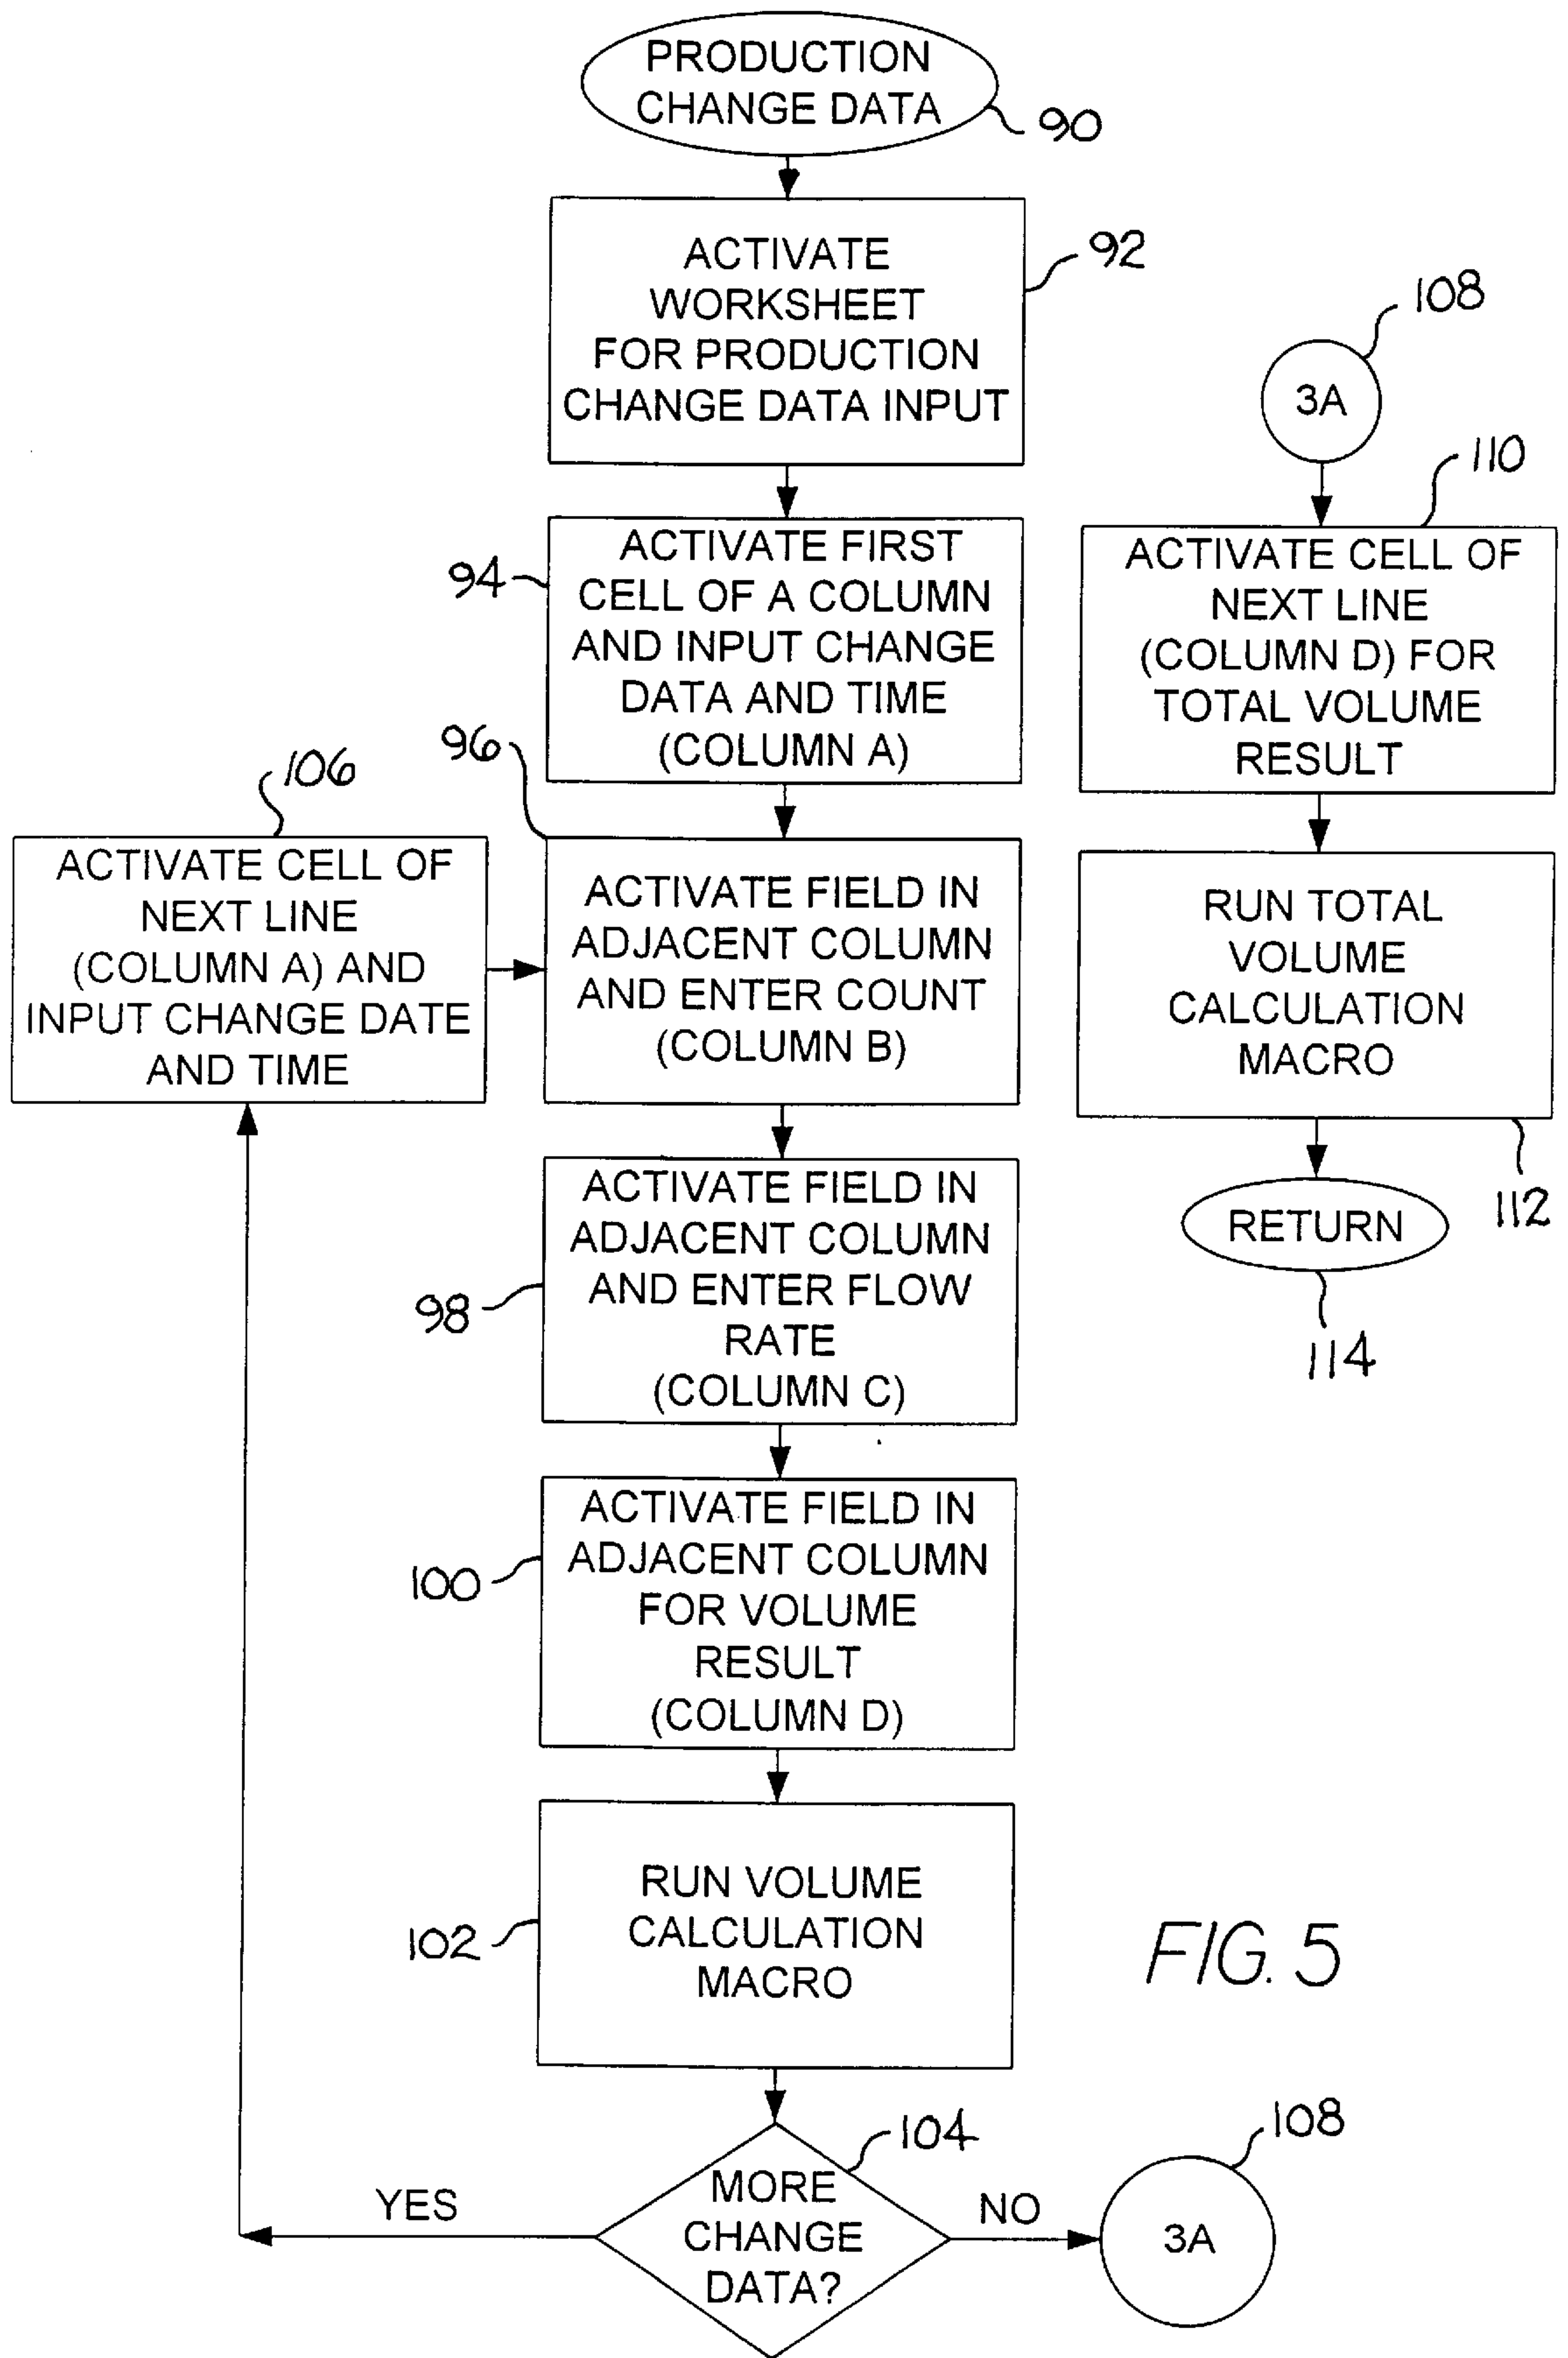 PRODUCTION
CHANGE DATA
90
ACTIVATE
WORKSHEET
FOR PRODUCTION
CHANGE DATA INPUT
92
94
ACTIVATE FIRST
CELL OF A COLUMN
AND INPUT CHANGE
DATA AND TIME
(COLUMN A)
106
ACTIVATE CELL OF
NEXT LINE
(COLUMN A) AND
INPUT CHANGE DATE
AND TIME
96
ACTIVATE FIELD IN
ADJACENT COLUMN
AND ENTER COUNT
(COLUMN B)
98
ACTIVATE FIELD IN
ADJACENT COLUMN
AND ENTER FLOW
RATE
(COLUMN C)
100
ACTIVATE FIELD IN
ADJACENT COLUMN
FOR VOLUME
RESULT
(COLUMN D)
102
RUN VOLUME
CALCULATION
MACRO
104
MORE
CHANGE
DATA?
YES
NO
108
3A
108
3A
110
ACTIVATE CELL OF
NEXT LINE
(COLUMN D) FOR
TOTAL VOLUME
RESULT
RUN TOTAL
VOLUME
CALCULATION
MACRO
112
RETURN
114
FIG. 5